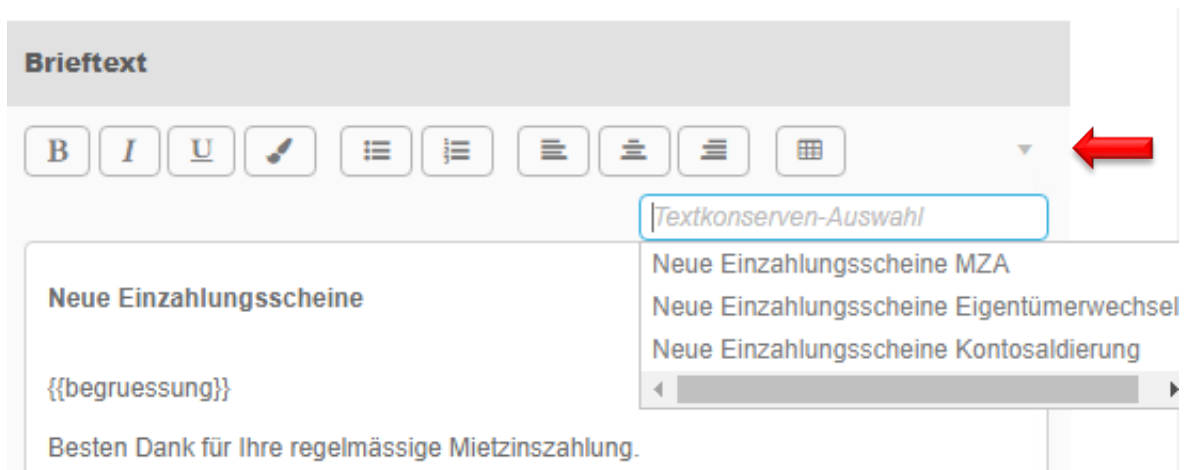 Brieftext
B I U
Textkonserven-Auswahl
Neue Einzahlungsscheine MZA
Neue Einzahlungsscheine Eigentümerwechsel
Neue Einzahlungsscheine Kontosaldierung
Neue Einzahlungsscheine
{{begruessung}}
Besten Dank für Ihre regelmässige Mietzinszahlung.